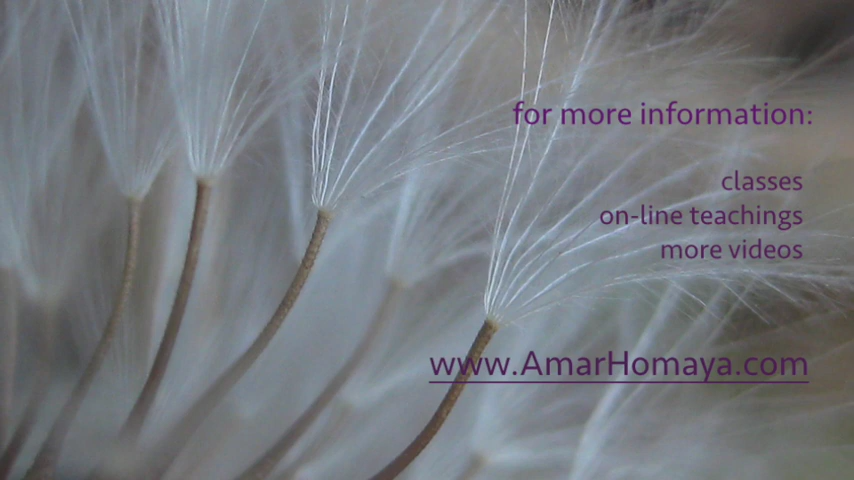 for more information:
classes
on-line teachings
more videos
www.AmarHomaya.com